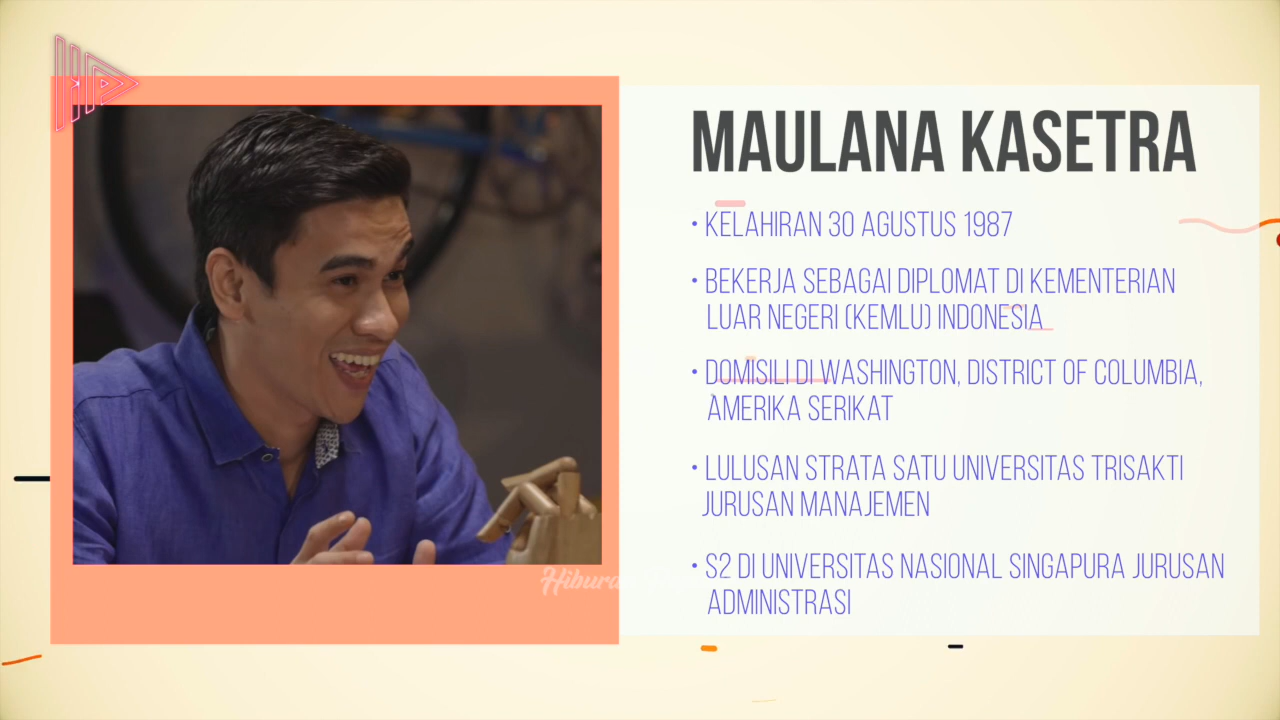 MAULANA KASETRA
• KELAHIRAN 30 AGUSTUS 1987
• BEKERJA SEBAGAI DIPLOMAT DI KEMENTERIAN
LUAR NEGERI (KEMLU) INDONESIA
• DOMISILI DI WASHINGTON, DISTRICT OF COLUMBIA,
AMERIKA SERIKAT
• LULUSAN STRATA SATU UNIVERSITAS TRISAKTI
JURUSAN MANAJEMEN
• S2 DI UNIVERSITAS NASIONAL SINGAPURA JURUSAN
ADMINISTRASI